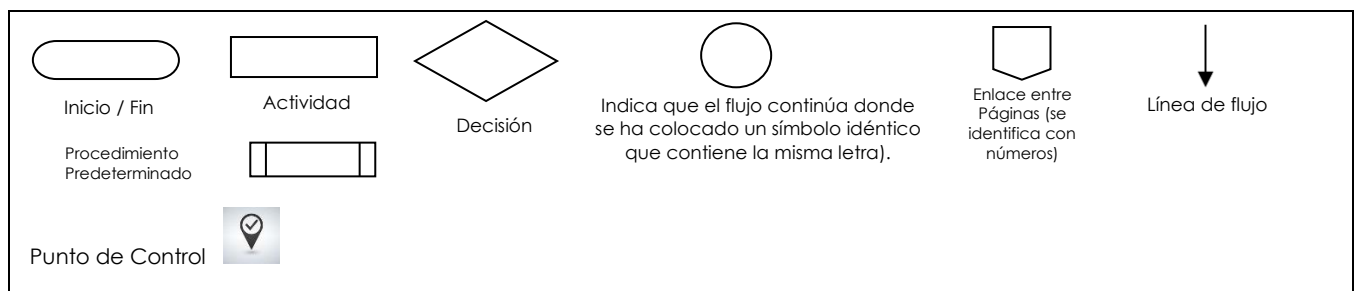 Inicio / Fin
Actividad
Decisión
Indica que el flujo continúa donde
se ha colocado un símbolo idéntico
que contiene la misma letra).
Enlace entre
Páginas (se
identifica con
números)
Línea de flujo
Procedimiento
Predeterminado
Punto de Control